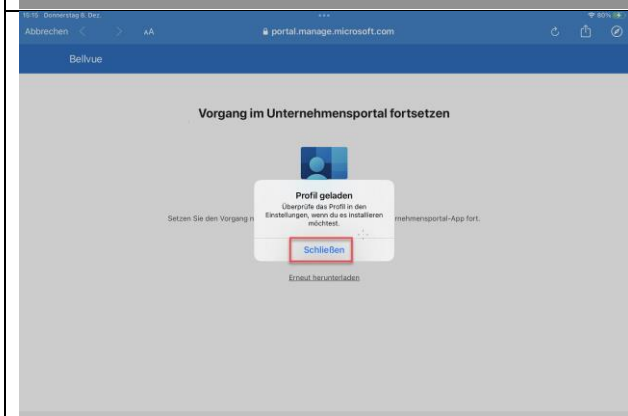 15:15 Donnerstag 8. Dez.
80%
Abbrechen
AA
portal.manage.microsoft.com
Bellvue
Vorgang im Unternehmensportal fortsetzen
Profil geladen
Überprüfe das Profil in den
Einstellungen, wenn du es installieren
möchtest.
Setzen Sie den Vorgang n
rnehmensportal-App fort.
Schließen
Erneut herunterladen